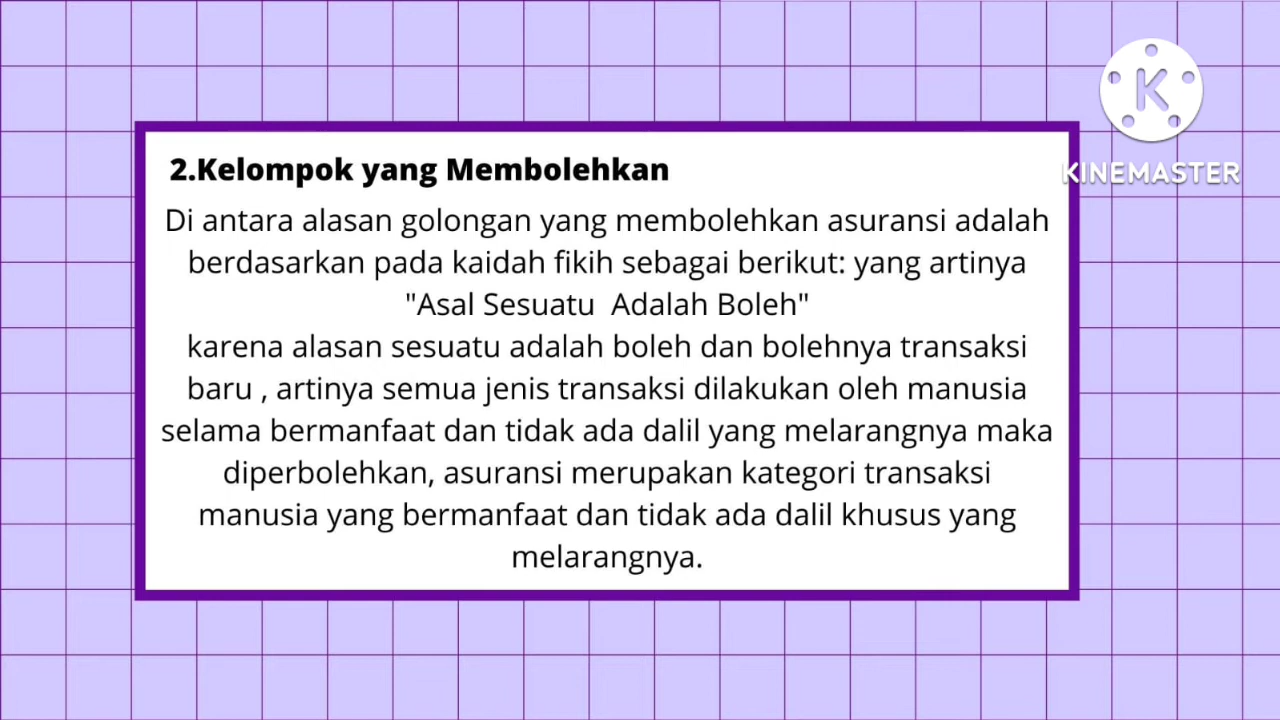 KINEMASTER
2.Kelompok yang Membolehkan
Di antara alasan golongan yang membolehkan asuransi adalah
berdasarkan pada kaidah fikih sebagai berikut: yang artinya
"Asal Sesuatu  Adalah Boleh"
karena alasan sesuatu adalah boleh dan bolehnya transaksi
baru , artinya semua jenis transaksi dilakukan oleh manusia
selama bermanfaat dan tidak ada dalil yang melarangnya maka
diperbolehkan, asuransi merupakan kategori transaksi
manusia yang bermanfaat dan tidak ada dalil khusus yang
melarangnya.